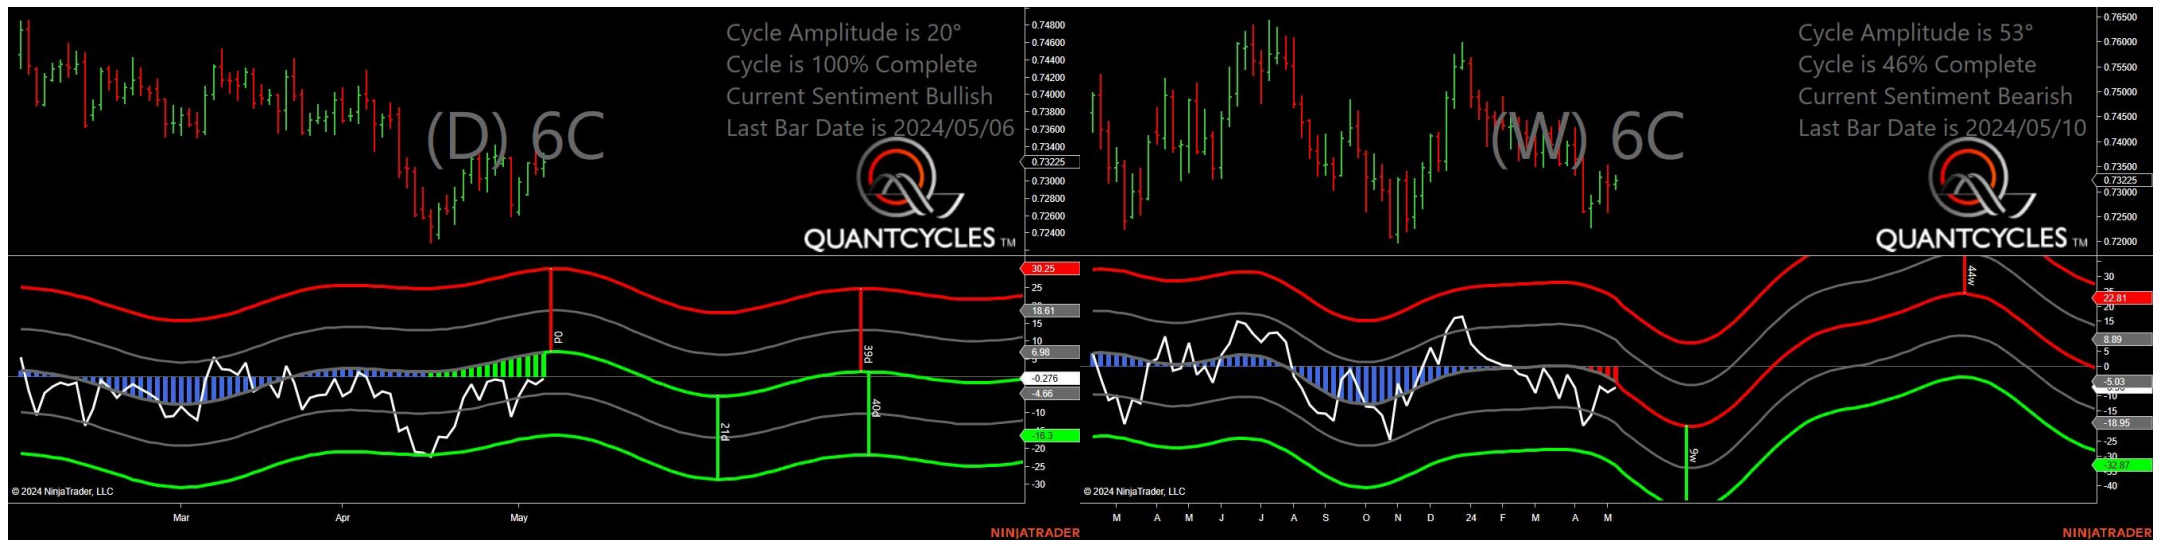 Cycle Amplitude is 20°
Cycle is 100% Complete
Current Sentiment Bullish
Last Bar Date is 2024/05/06
(D) 6C
QUANTCYCLES TM
0.74800
0.74600
0.74400
0.74200
0.74000
0.73800
0.73600
0.73400
0.73225
0.73000
0.72800
0.72600
0.72400
30.25
25
18.61
15
10
6.98
-0.276
-4.66
-10
-16.3
-20
-25
-30
0d
21d
39d
40d
© 2024 NinjaTrader, LLC
Mar
Apr
May
NINJATRADER
Cycle Amplitude is 53°
Cycle is 46% Complete
Current Sentiment Bearish
Last Bar Date is 2024/05/10
(W) 6C
QUANTCYCLES TM
0.76500
0.76000
0.75500
0.75000
0.74500
0.74000
0.73500
0.73225
0.73000
0.72500
0.72000
30
22.81
20
15
8.89
5
0
-5.03
-10
-15
-18.95
-25
-30
-32.87
-40
44w
9w
© 2024 NinjaTrader, LLC
M A M J J A S O N D 24 F M A M
NINJATRADER